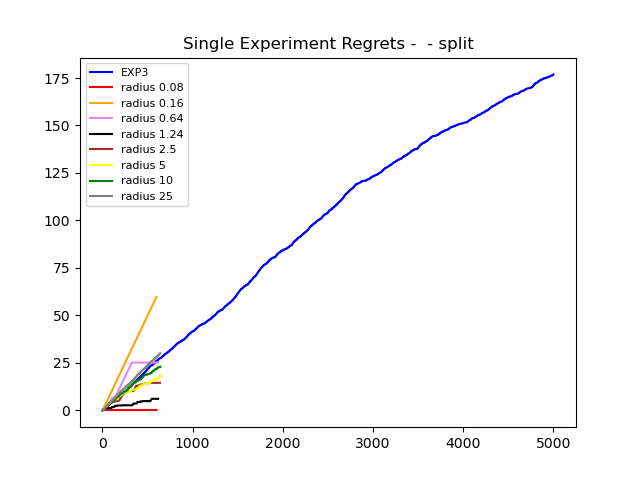 Single Experiment Regrets -  - split
EXP3
radius 0.08
radius 0.16
radius 0.64
radius 1.24
radius 2.5
radius 5
radius 10
radius 25
175
150
125
100
75
50
25
0
0 1000 2000 3000 4000 5000